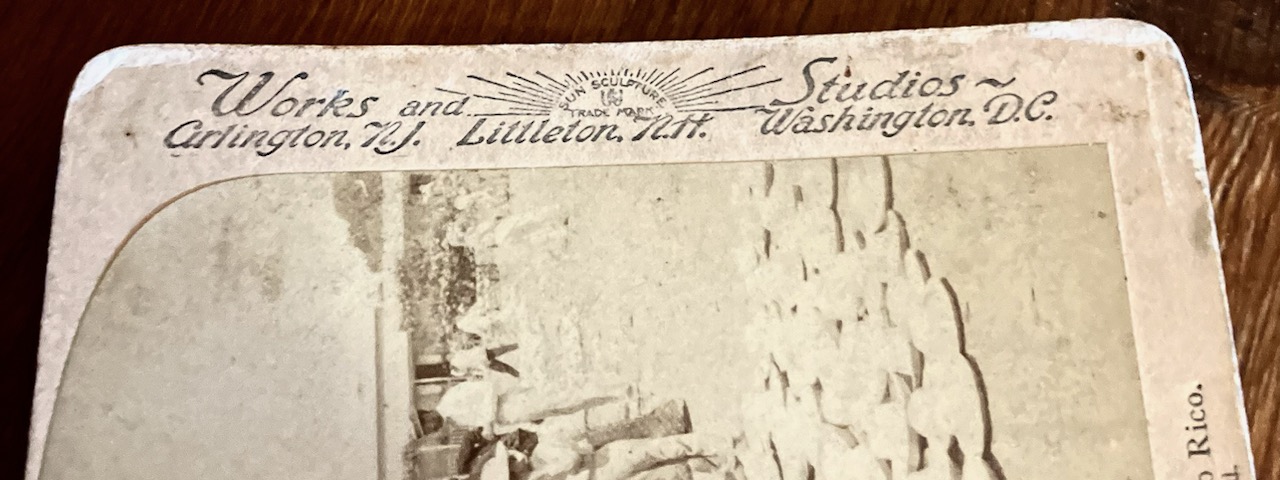 Works and
SUN SCULPTURE
TRADE MARK
Studios ~
Arlington, N.J. Littleton, N.H. Washington, D.C.
Rico.